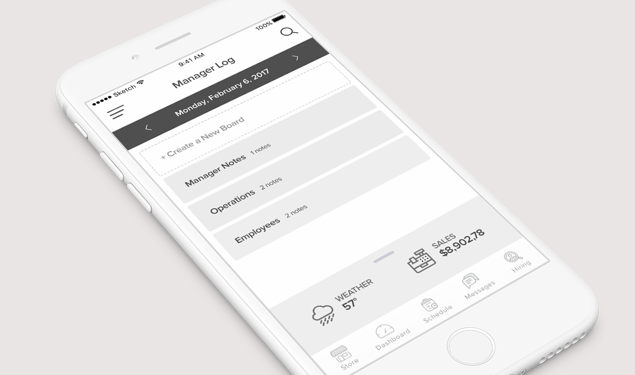 Sketch
9:41 AM
100%
Manager Log
Monday, February 6, 2017
+ Create a New Board
Manager Notes 1 notes
Operations 2 notes
Employees 2 notes
WEATHER
57°
SALES
$8,902,78
Store
Dashboard
Schedule
Messages
Hiring